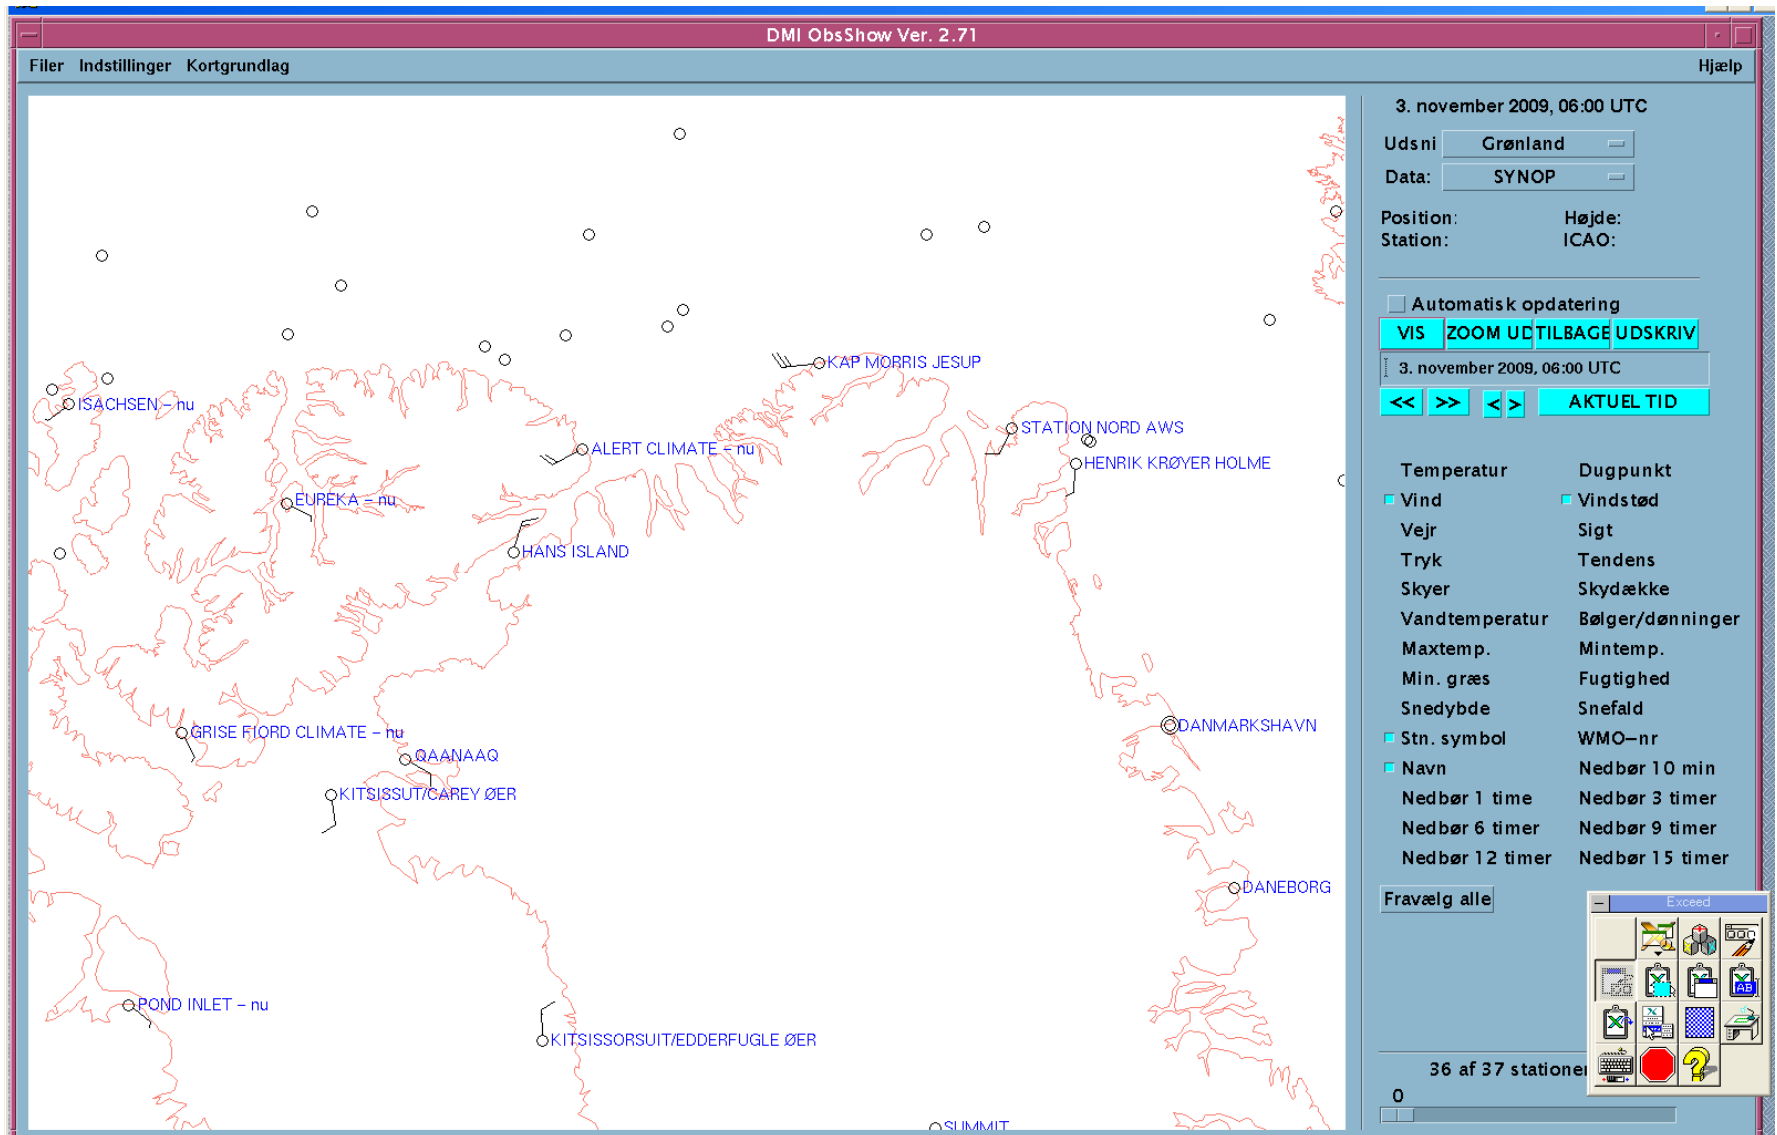 DMI ObsShow Ver. 2.71
Filer Indstillinger Kortgrundlag Hjælp
3. november 2009, 06:00 UTC
Udsni Grønland
Data: SYNOP
Position: Højde:
Station: ICAO:
Automatisk opdatering
VIS ZOOM UD TILBAGE UDSKRIV
3. november 2009, 06:00 UTC
<< >> < > AKTUEL TID
Temperatur Dugpunkt
Vind Vindstød
Vejr Sigt
Tryk Tendens
Skyer Skydække
Vandtemperatur Bølger/dønninger
Maxtemp. Mintemp.
Min. græs Fugtighed
Snedybde Snefald
Stn. symbol WMO-nr
Navn Nedbør 10 min
Nedbør 1 time Nedbør 3 timer
Nedbør 6 timer Nedbør 9 timer
Nedbør 12 timer Nedbør 15 timer
Fravælg alle
Exceed
AB
36 af 37 stationer
0
KAP MORRIS JESUP
ISACHSEN - nu
STATION NORD AWS
ALERT CLIMATE - nu
HENRIK KRØYER HOLME
EUREKA - nu
HANS ISLAND
DANMARKSHAVN
GRISE FIORD CLIMATE - nu
QAANAAQ
KITSISSUT/CAREY ØER
DANEBORG
POND INLET - nu
KITSISSORSUIT/EDDERFUGLE ØER
SUMMIT